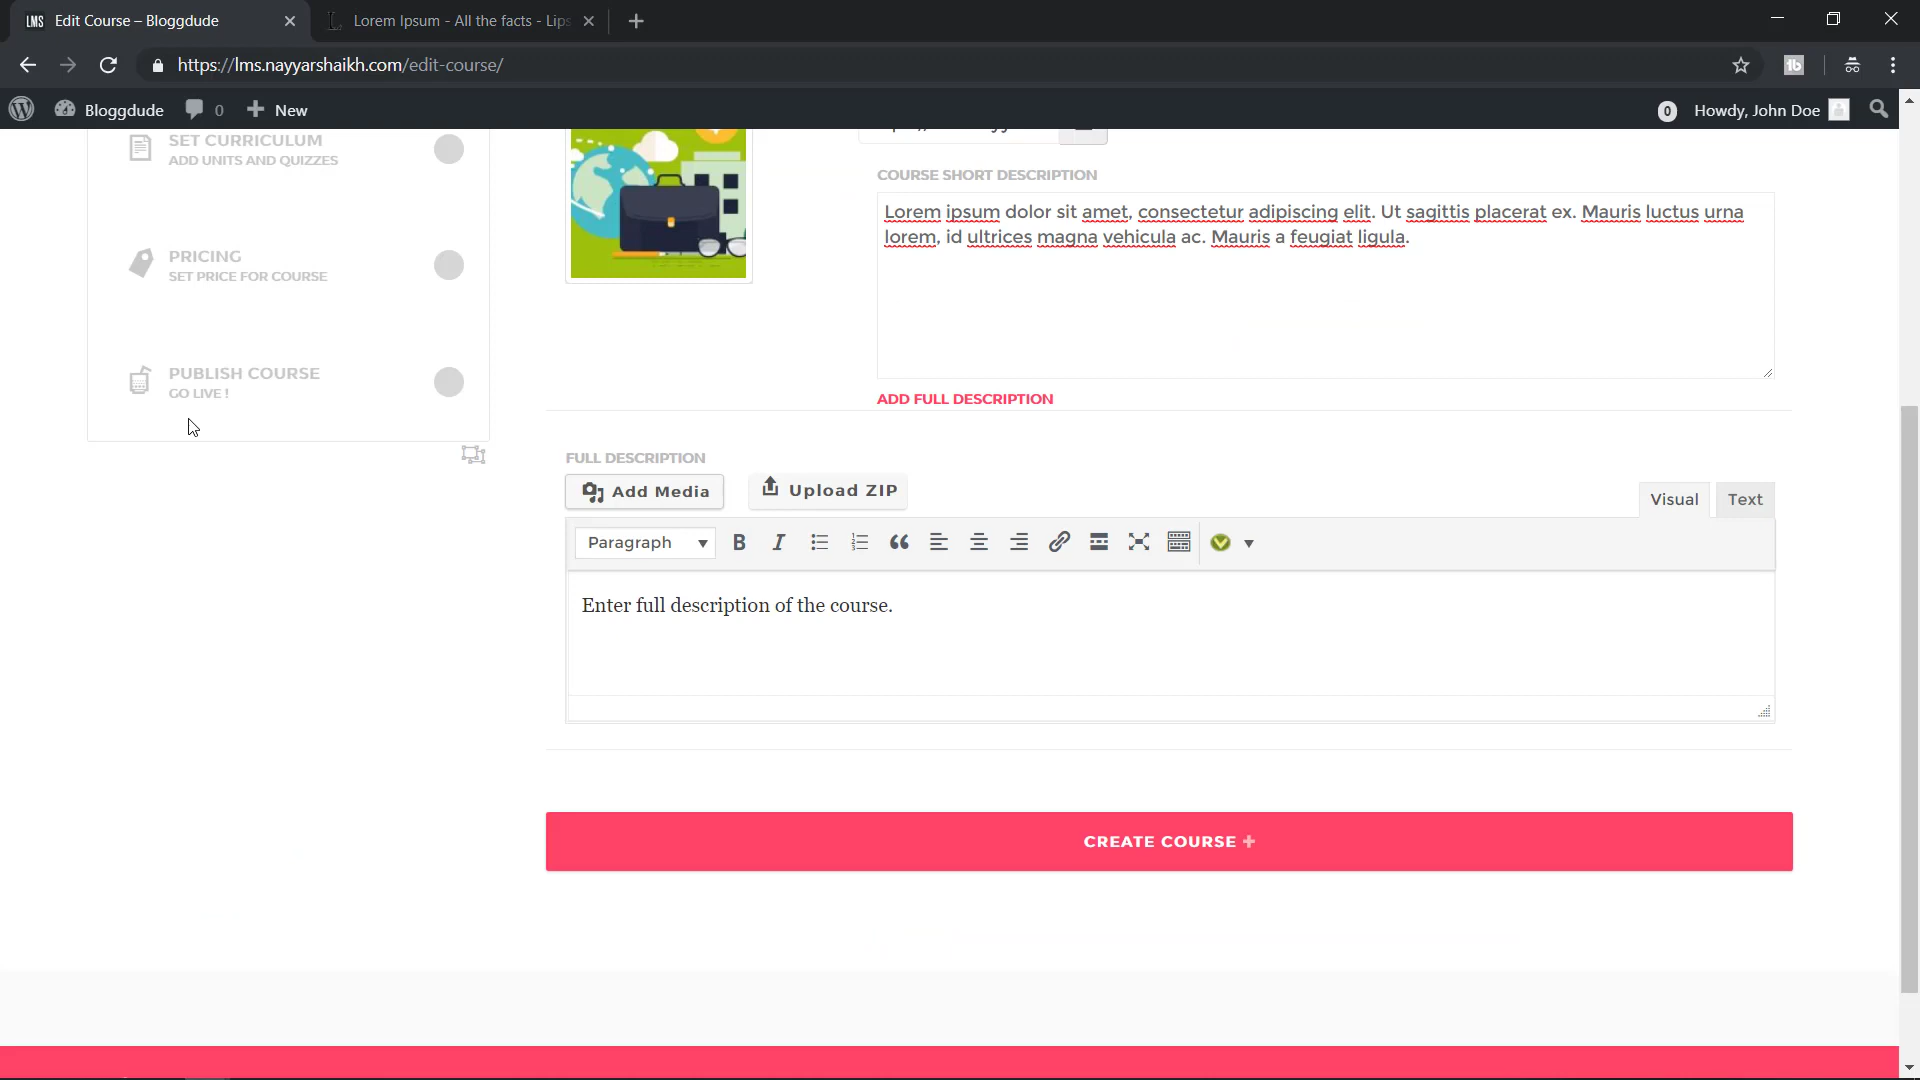 LMS Edit Course – Bloggdude
Lorem Ipsum - All the facts - Lips
https://lms.nayyarshaikh.com/edit-course/
Bloggdude 0 New
0 Howdy, John Doe
SET CURRICULUM
ADD UNITS AND QUIZZES
PRICING
SET PRICE FOR COURSE
PUBLISH COURSE
GO LIVE !
COURSE SHORT DESCRIPTION
Lorem ipsum dolor sit amet, consectetur adipiscing elit. Ut sagittis placerat ex. Mauris luctus urna
lorem, id ultrices magna vehicula ac. Mauris a feugiat ligula.
ADD FULL DESCRIPTION
FULL DESCRIPTION
Add Media Upload ZIP
Visual Text
Paragraph
Enter full description of the course.
CREATE COURSE +